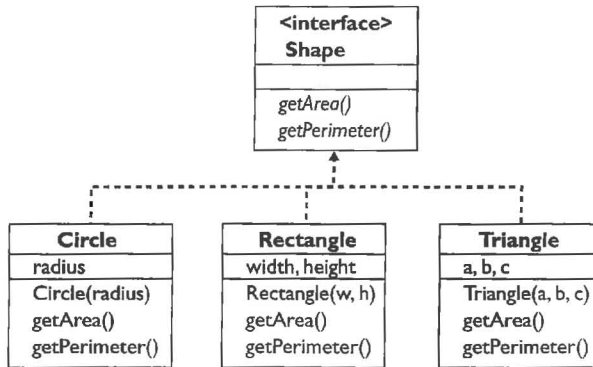 <interface>
Shape
getArea()
getPerimeter()
Circle
radius
Circle(radius)
getArea()
getPerimeter()
Rectangle
width, height
Rectangle(w, h)
getArea()
getPerimeter()
Triangle
a, b, c
Triangle(a, b, c)
getArea()
getPerimeter()